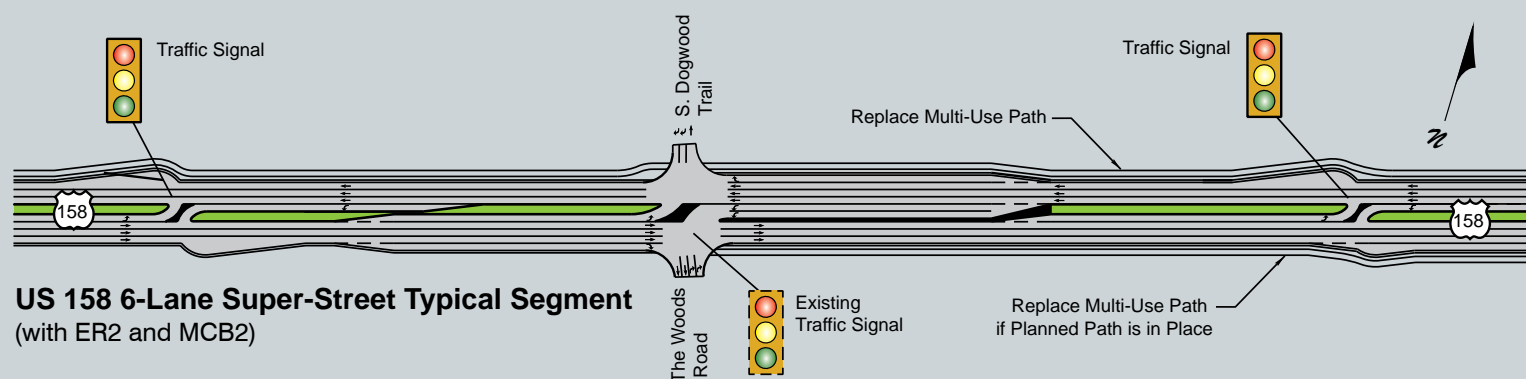 Traffic Signal
S. Dogwood
Trail
Traffic Signal
Replace Multi-Use Path
N
158
158
US 158 6-Lane Super-Street Typical Segment
(with ER2 and MCB2)
The Woods
Road
Existing
Traffic Signal
Replace Multi-Use Path
if Planned Path is in Place